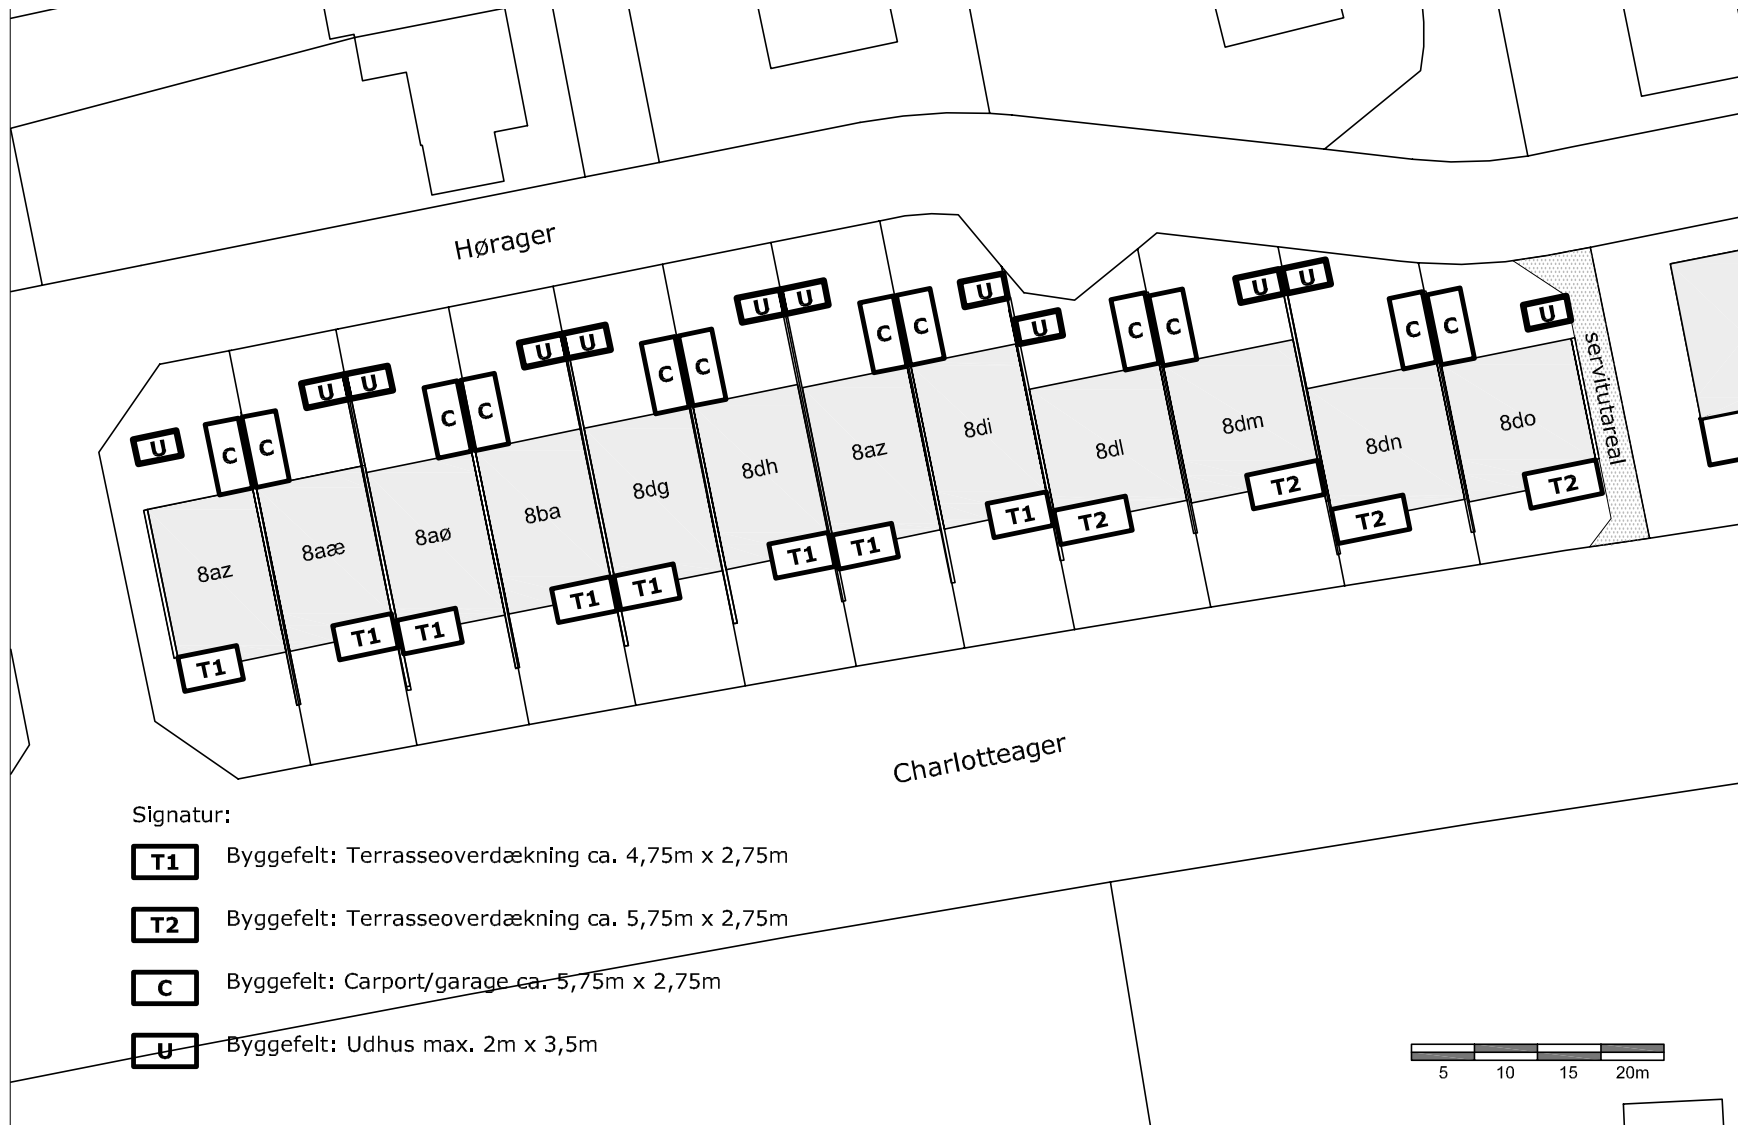 Hørager
U U
U
U U
U U
U
C C
C C
U
C C
C C
U
C C
U U
C C
U
U U
C C
U
servitutareal
8do
8dm
8di
8dn
8dl
8az
8dh
8dg
8ba
8aø
8aæ
8az
T2
T2
T1
T2
T2
T1 T1
T1 T1
T1 T1
T1
Charlotteager
Signatur:
T1 Byggefelt: Terrasseoverdækning ca. 4,75m x 2,75m
T2 Byggefelt: Terrasseoverdækning ca. 5,75m x 2,75m
C Byggefelt: Carport/garage ca. 5,75m x 2,75m
U Byggefelt: Udhus max. 2m x 3,5m
5 10 15 20m